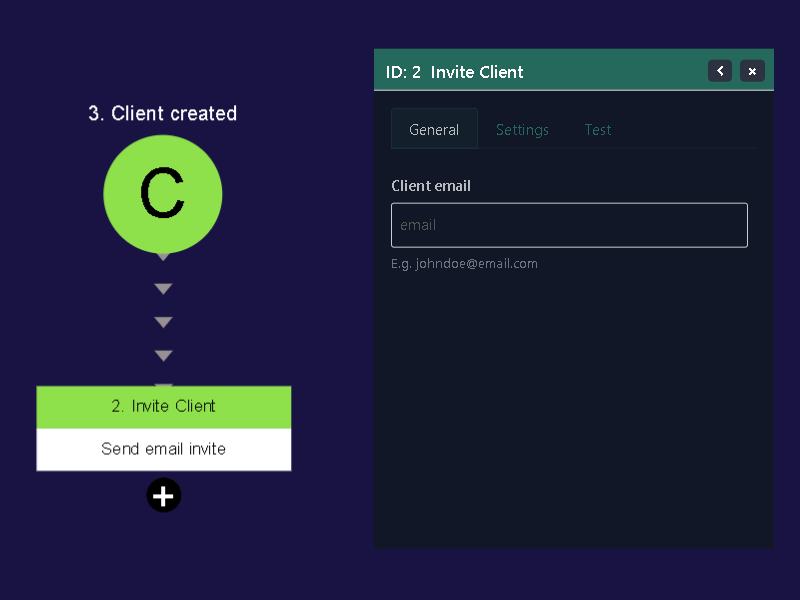 3. Client created
C
2. Invite Client
Send email invite
ID: 2 Invite Client
General Settings Test
Client email
email
E.g. johndoe@email.com